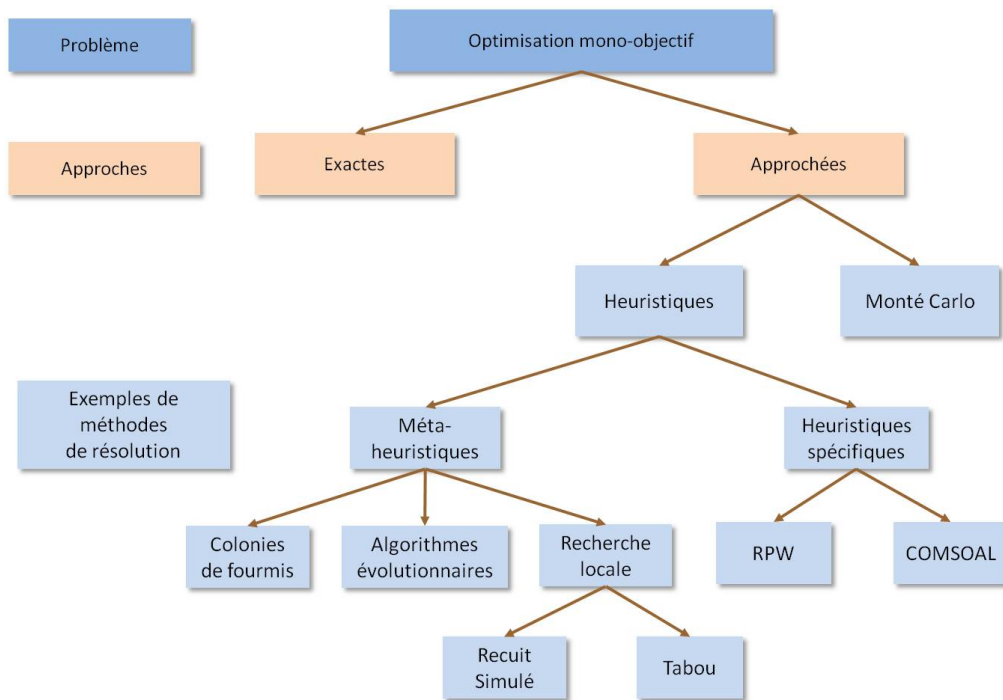 Problème
Optimisation mono-objectif
Approches
Exactes
Approchées
Heuristiques
Monté Carlo
Exemples de
méthodes
de résolution
Méta-
heuristiques
Heuristiques
spécifiques
Colonies
de fourmis
Algorithmes
évolutionnaires
Recherche
locale
RPW
COMSOAL
Recuit
Simulé
Tabou